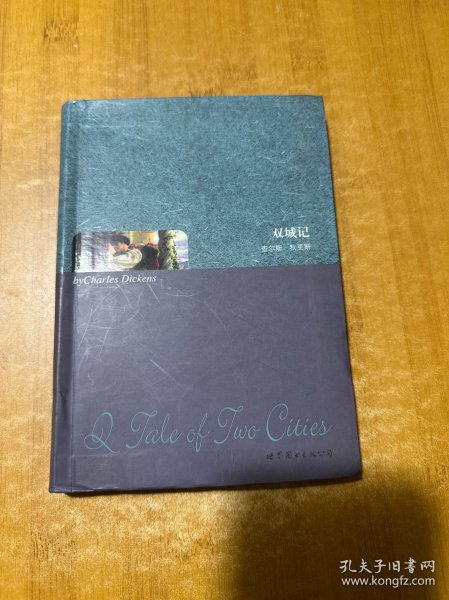 双城记
查尔斯·狄更斯
byCharles Dickens
A Tale of Two Cities
世界图书出版公司
孔夫子旧书网
www.kongfz.com